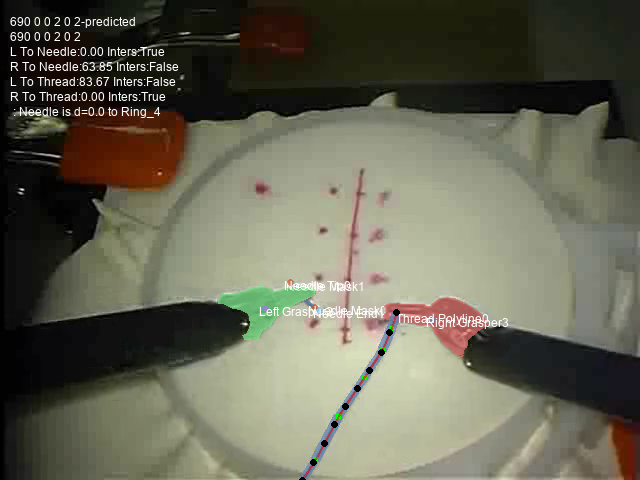 690 0 0 2 0 2-predicted
690 0 0 2 0 2
L To Needle:0.00 Inters:True
R To Needle:63.85 Inters:False
L To Thread:83.67 Inters:False
R To Thread:0.00 Inters:True
: Needle is d=0.0 to Ring_4
Needle Mask1
Thread Polyline0
Right Grasper3